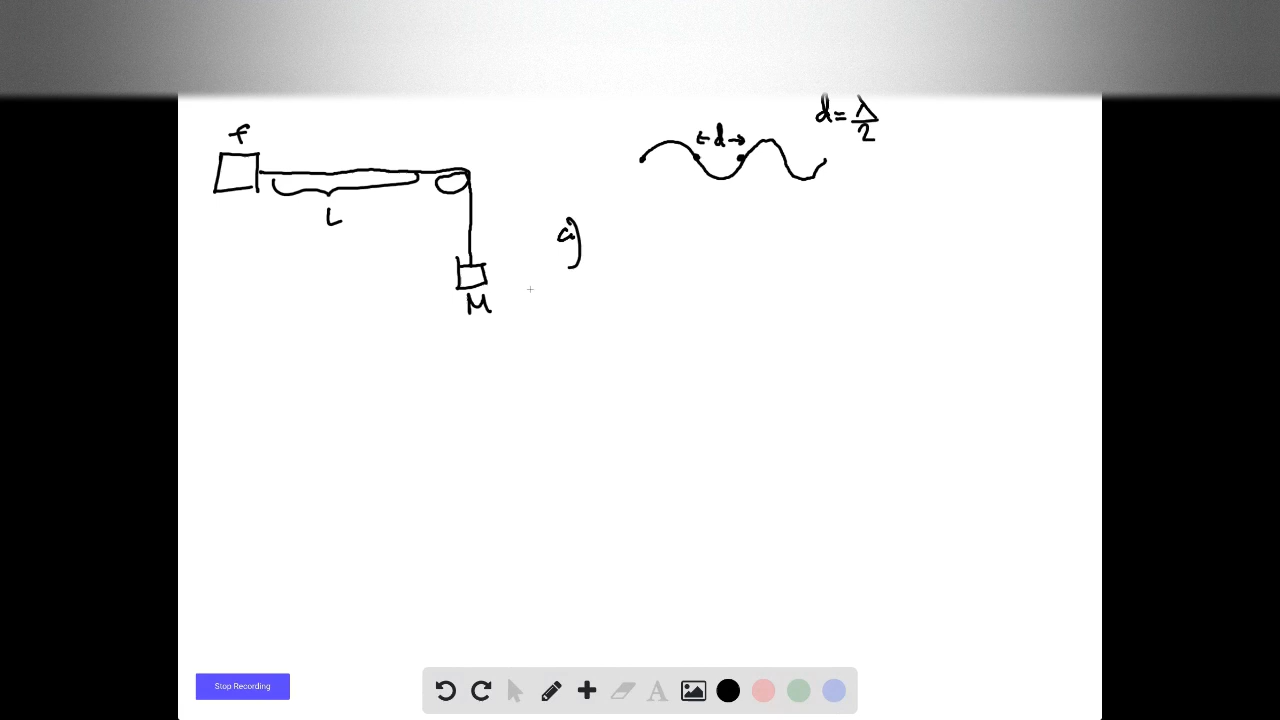 f
L
M
← d →
d = λ/2
a)
Stop Recording
A